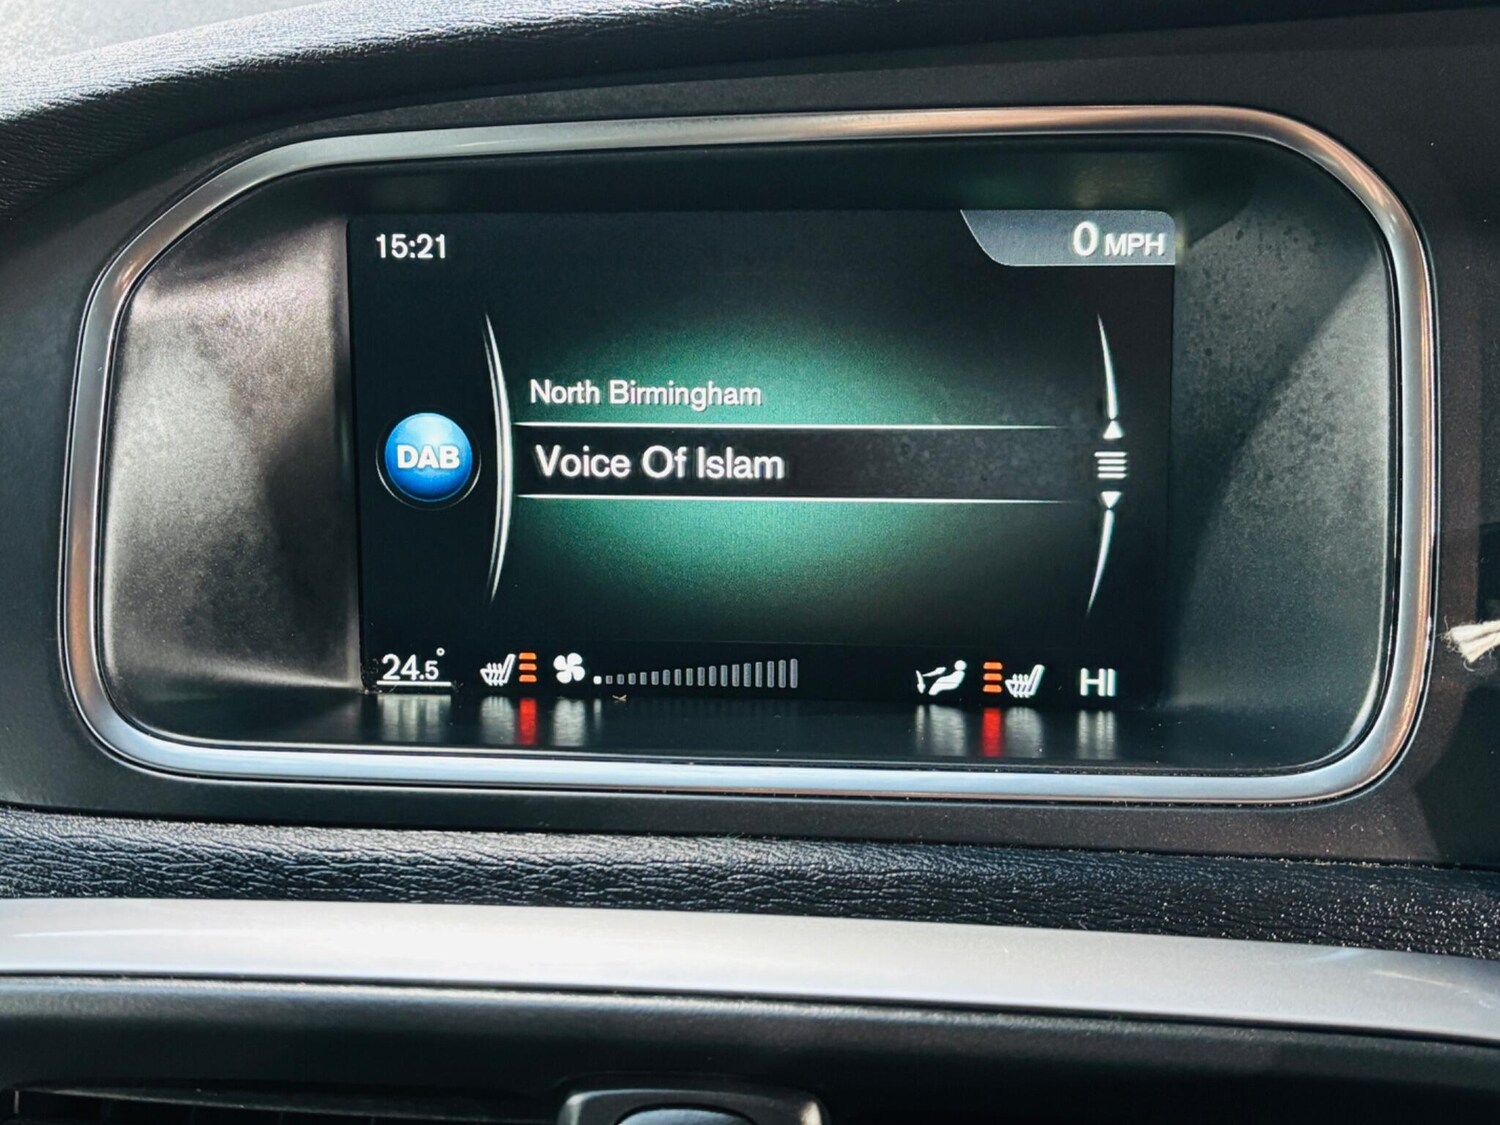 15:21
0 MPH
North Birmingham
DAB
Voice Of Islam
24.5°
HI